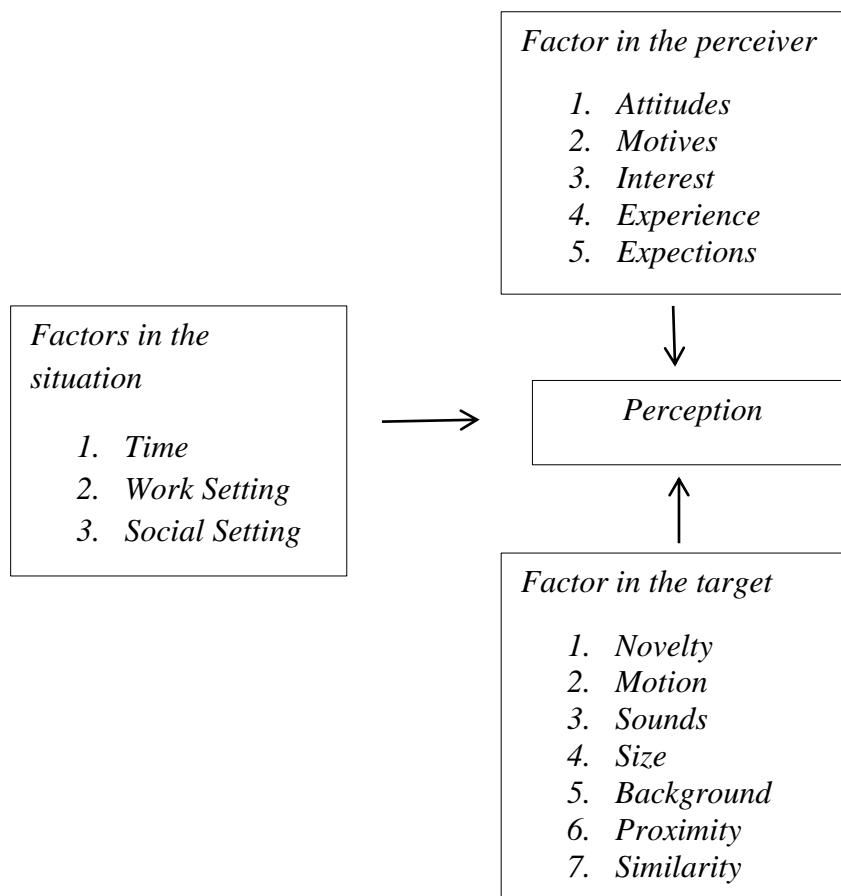 Factor in the perceiver
1. Attitudes
2. Motives
3. Interest
4. Experience
5. Expections
Factors in the
situation
1. Time
2. Work Setting
3. Social Setting
Perception
Factor in the target
1. Novelty
2. Motion
3. Sounds
4. Size
5. Background
6. Proximity
7. Similarity